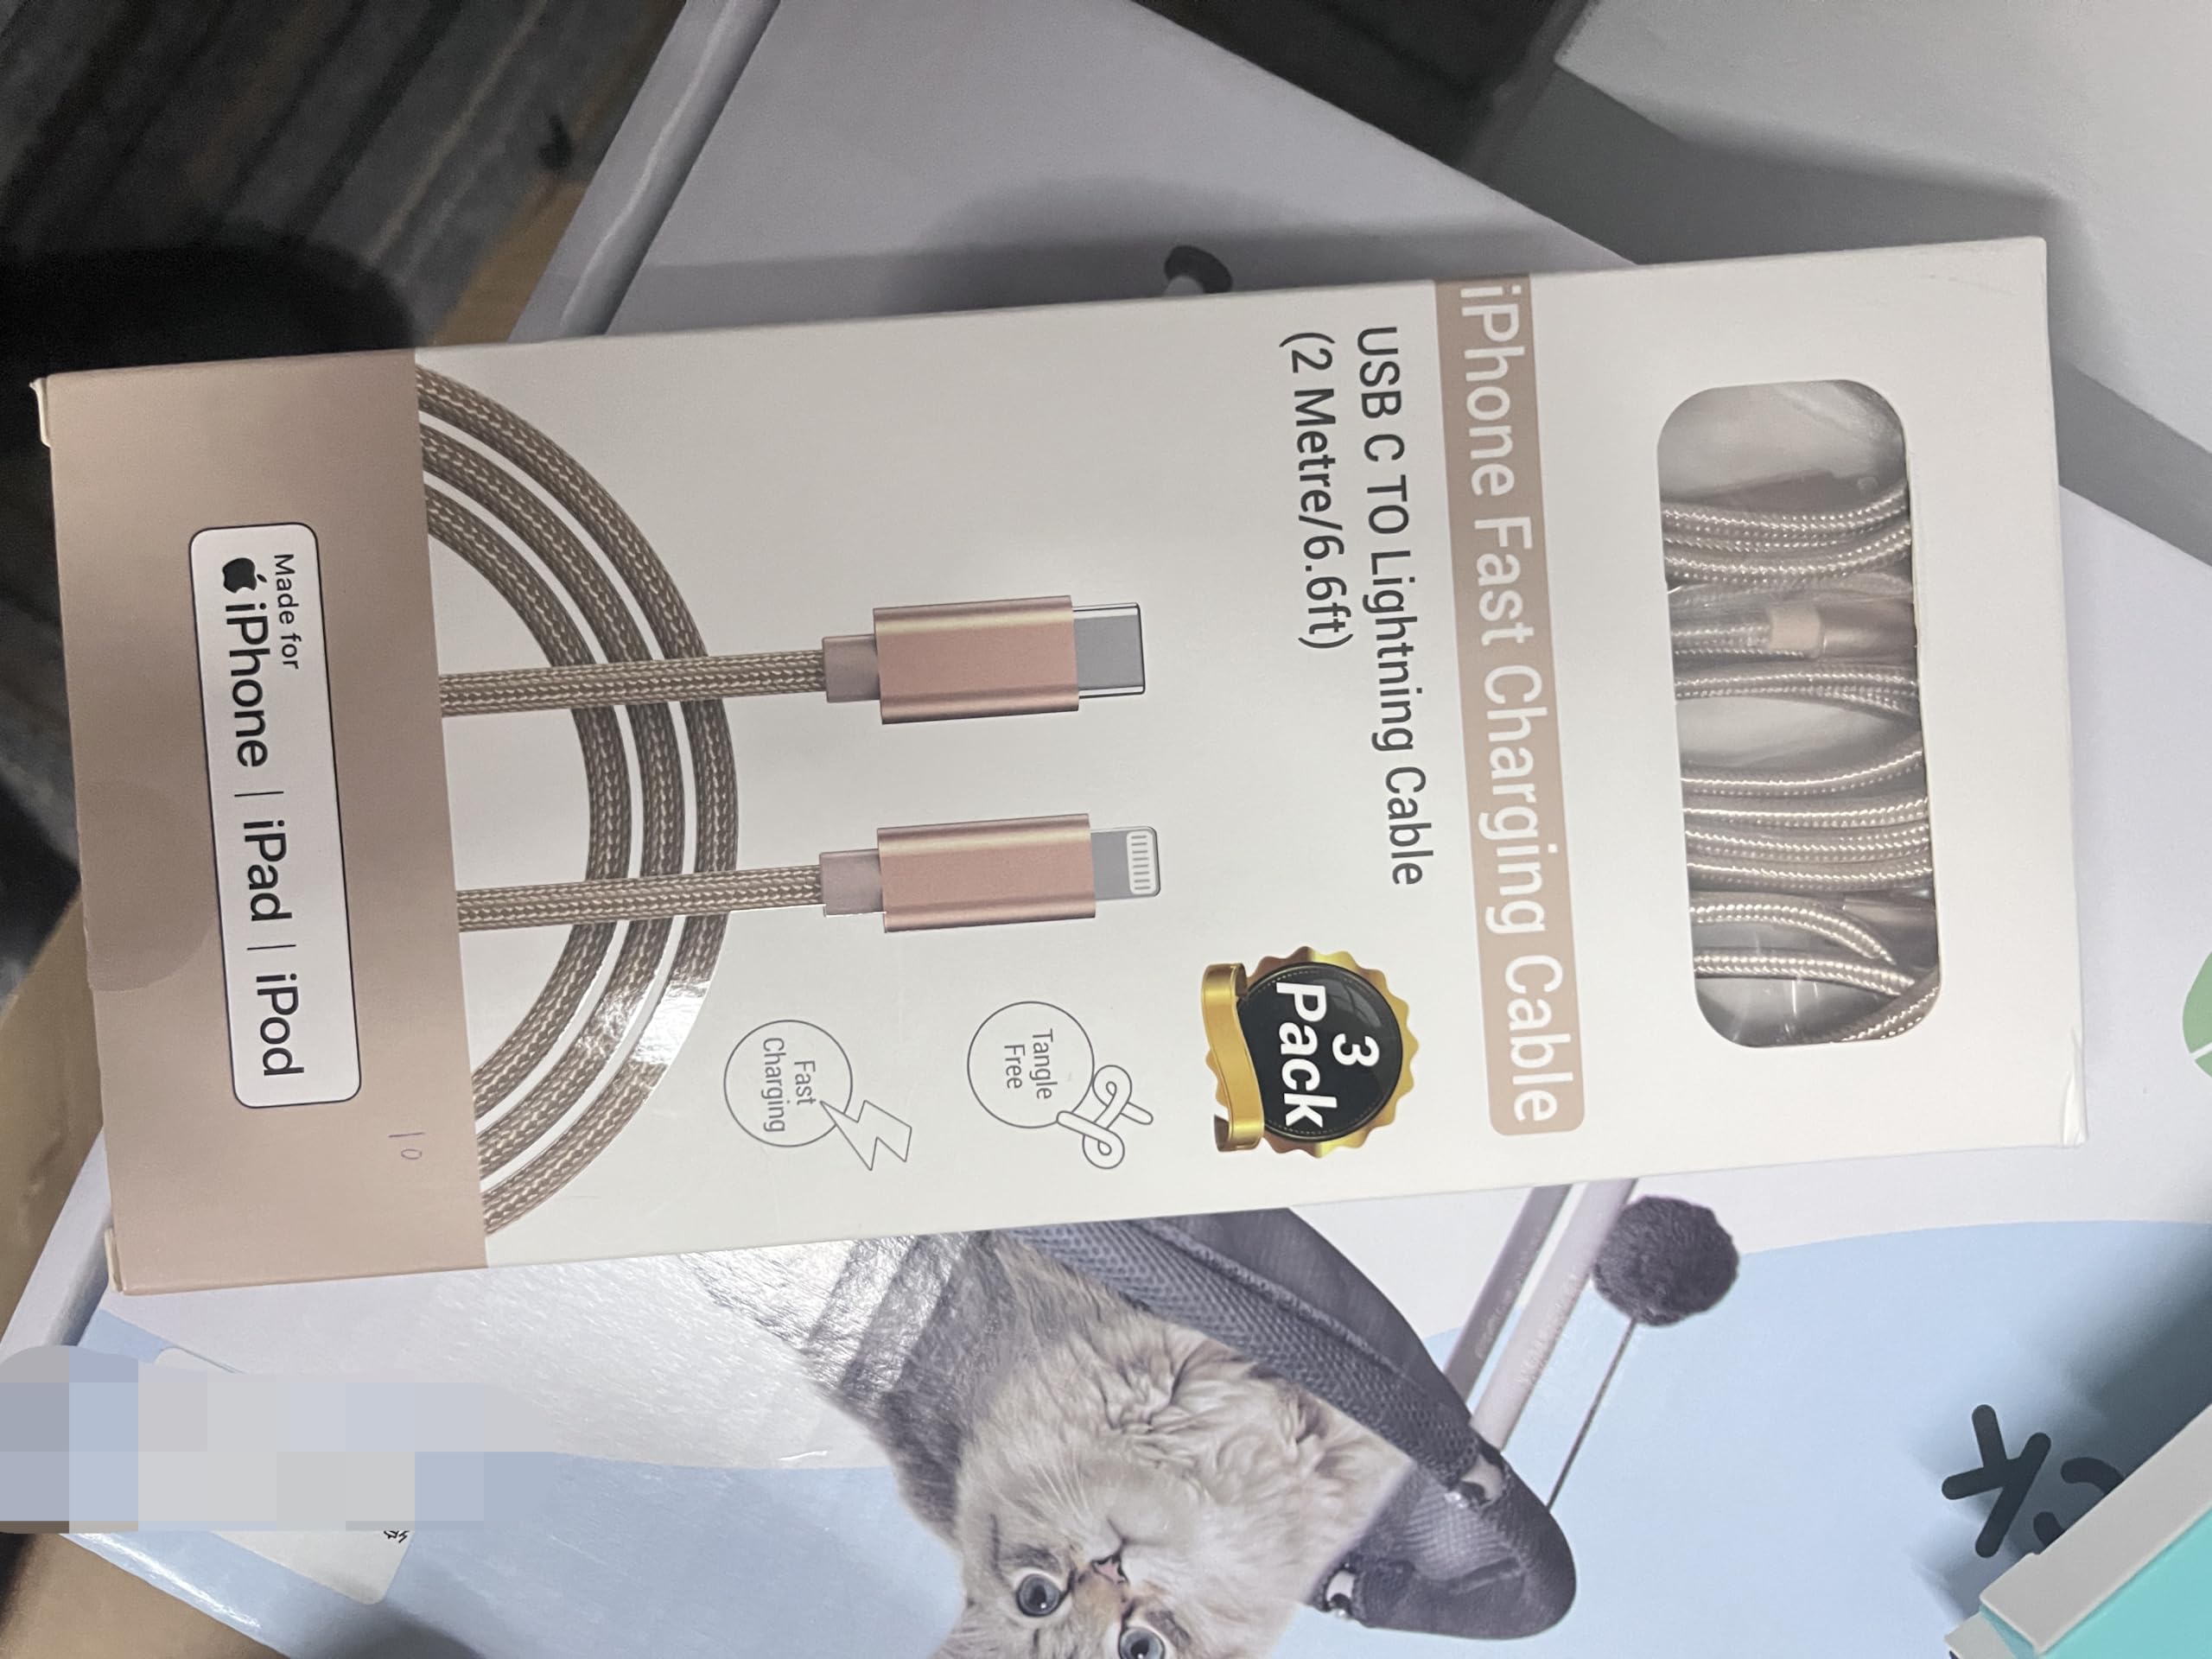 iPhone Fast Charging Cable
USB C TO Lightning Cable
(2 Metre/6.6ft)
3
Pack
Tangle
Free
Fast
Charging
Made for
iPhone | iPad | iPod
10